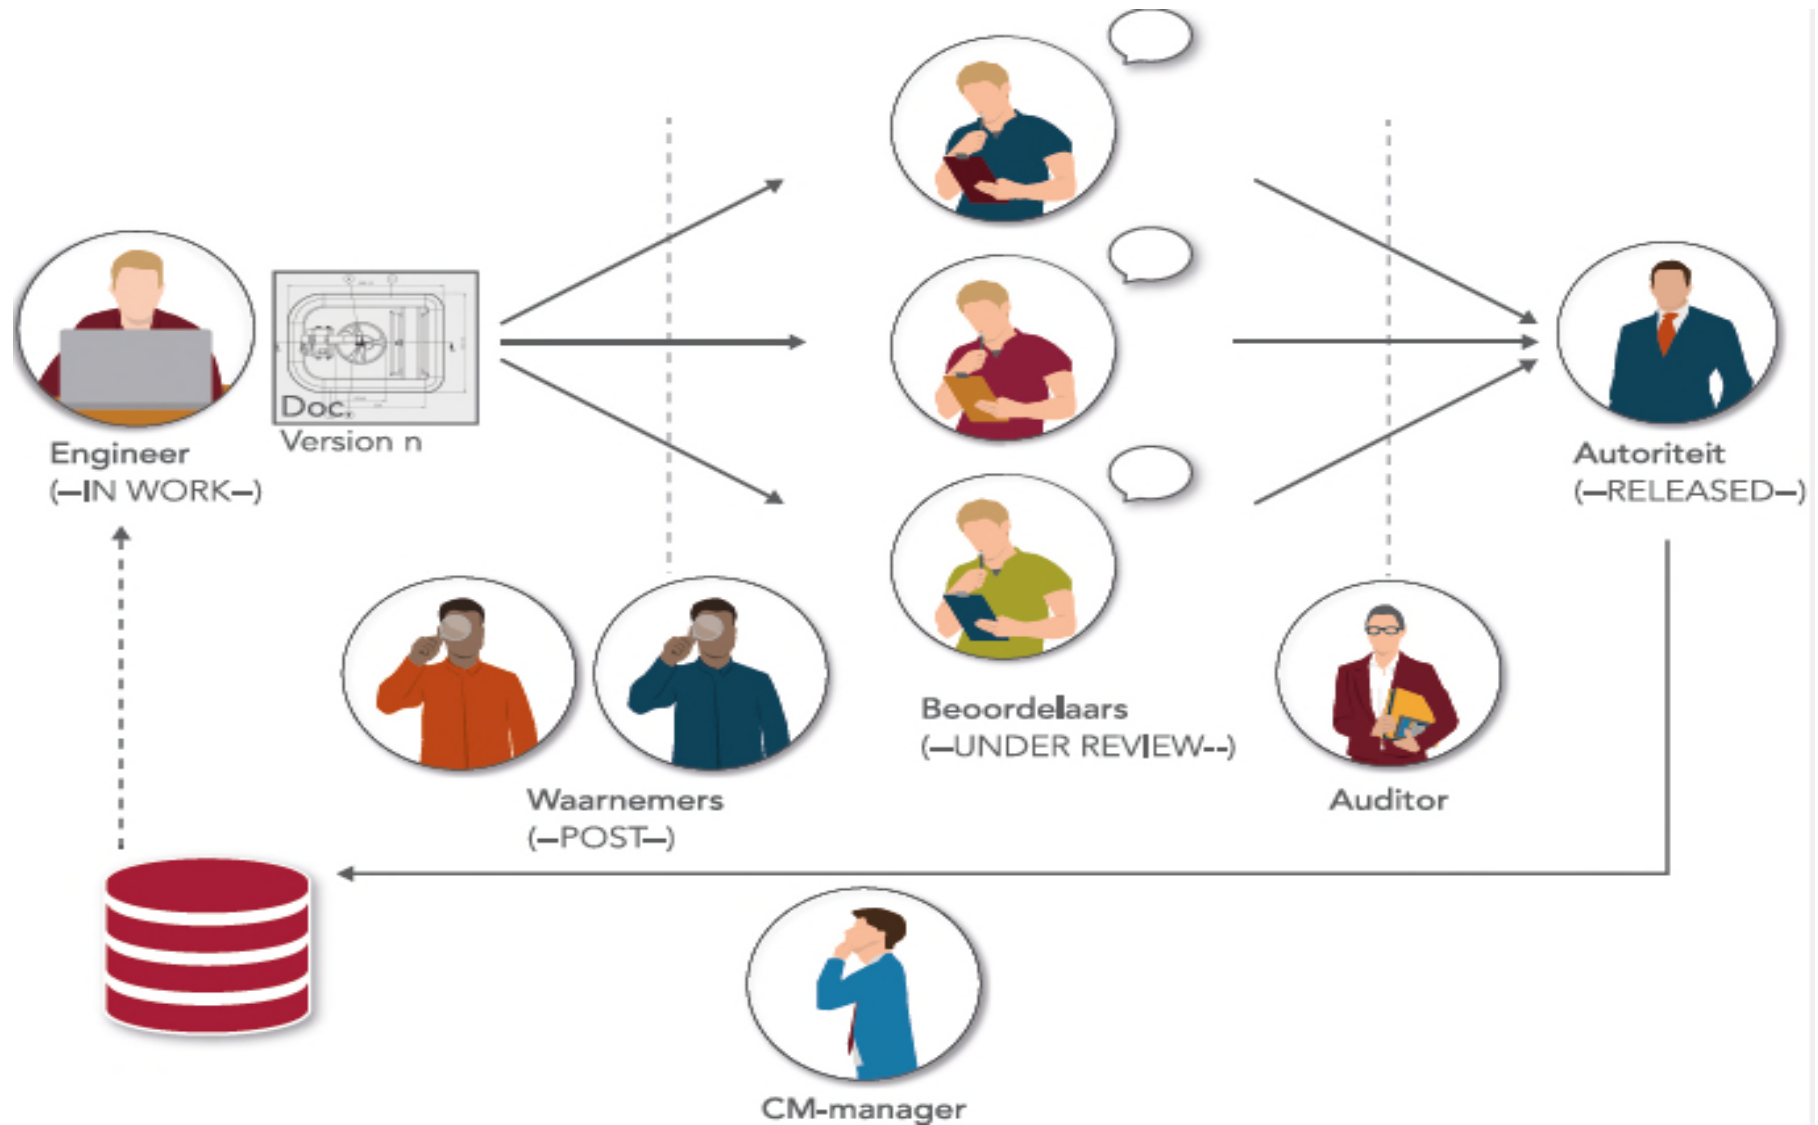 Doc.
Version n
Engineer
(–IN WORK–)
Autoriteit
(–RELEASED–)
Beoordelaars
(–UNDER REVIEW--)
Waarnemers
(–POST–)
Auditor
CM-manager